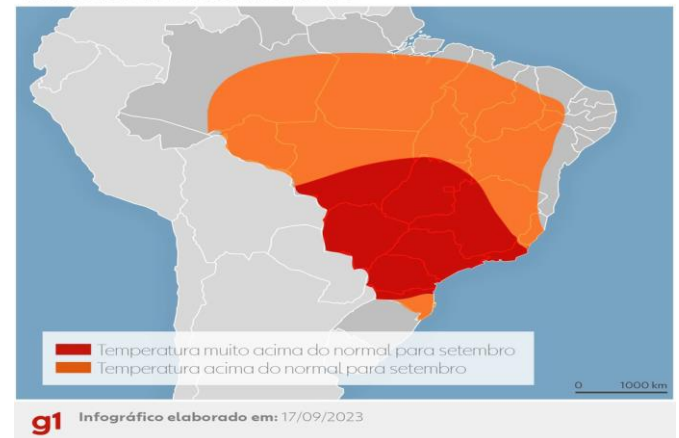 Temperatura muito acima do normal para setembro
Temperatura acima do normal para setembro
0 1000 km
g1 Infográfico elaborado em: 17/09/2023